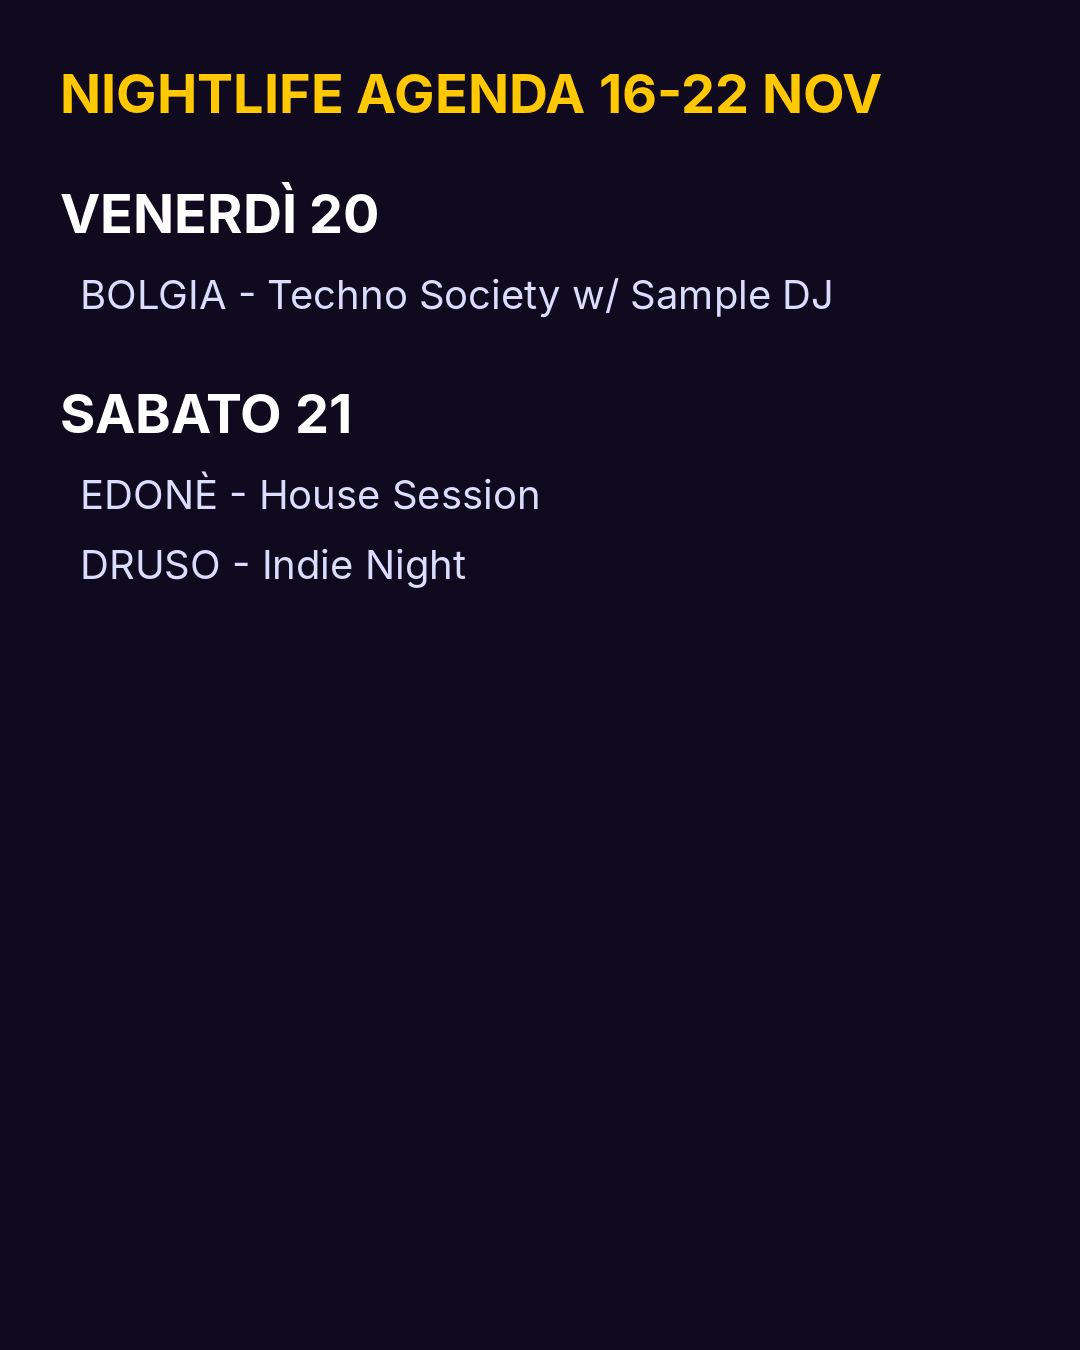 NIGHTLIFE AGENDA 16-22 NOV
VENERDÌ 20
BOLGIA - Techno Society w/ Sample DJ
SABATO 21
EDONÈ - House Session
DRUSO - Indie Night